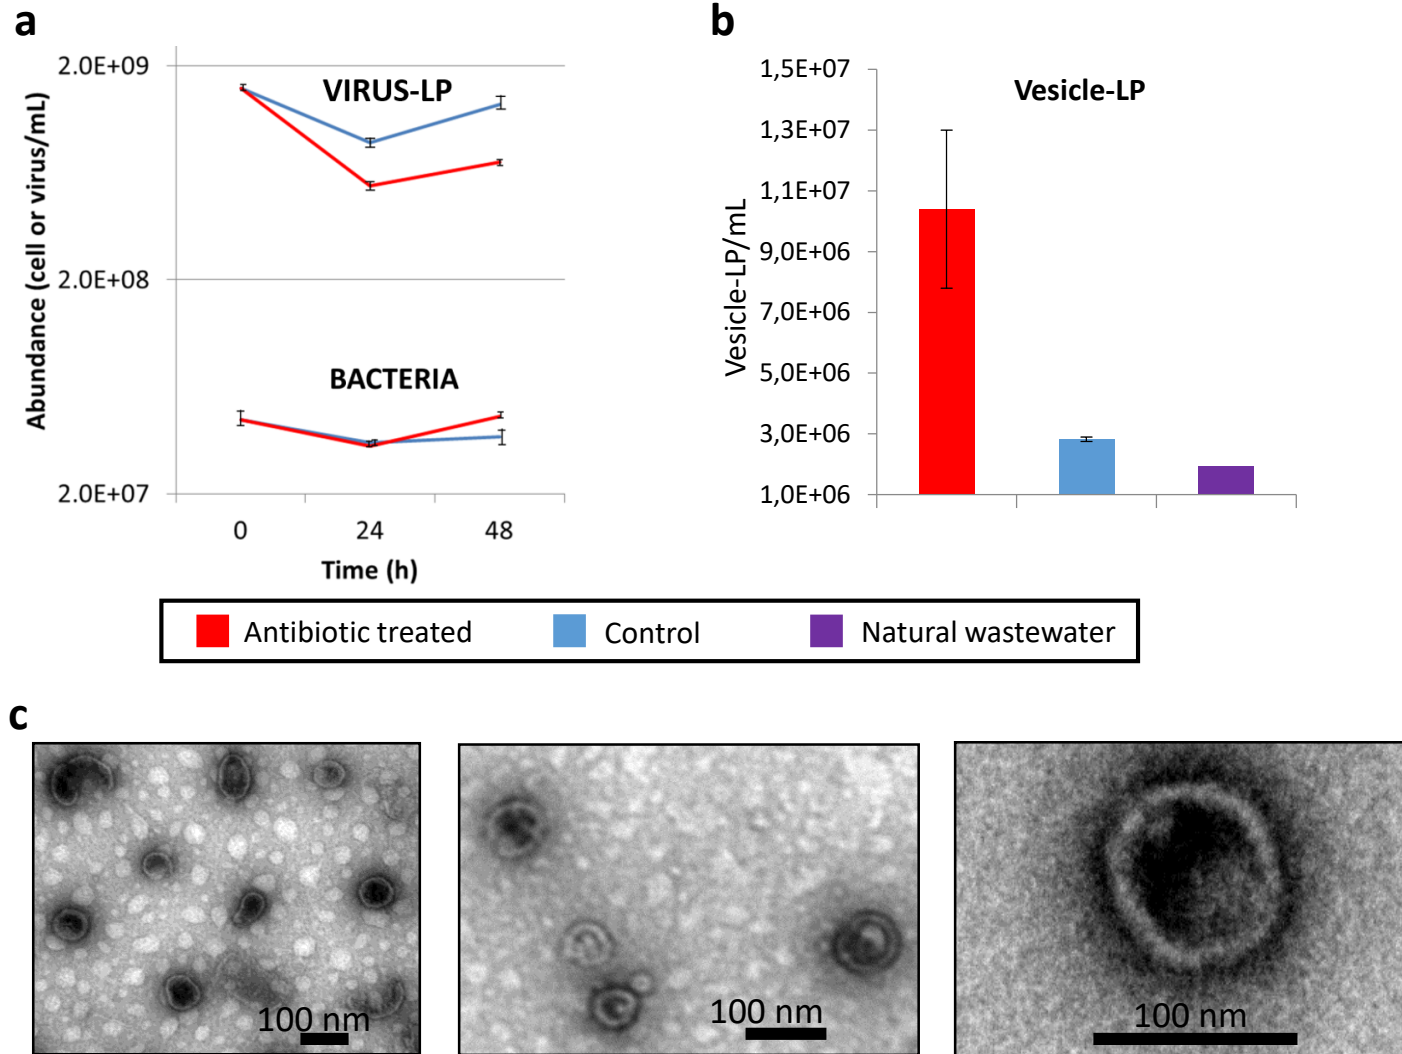 a
2.0E+09
2.0E+08
2.0E+07
Abundance (cell or virus/mL)
VIRUS-LP
BACTERIA
0 24 48
Time (h)
b
Vesicle-LP
1,5E+07
1,3E+07
1,1E+07
9,0E+06
7,0E+06
5,0E+06
3,0E+06
1,0E+06
Vesicle-LP/mL
Antibiotic treated Control Natural wastewater
c
100 nm
100 nm
100 nm